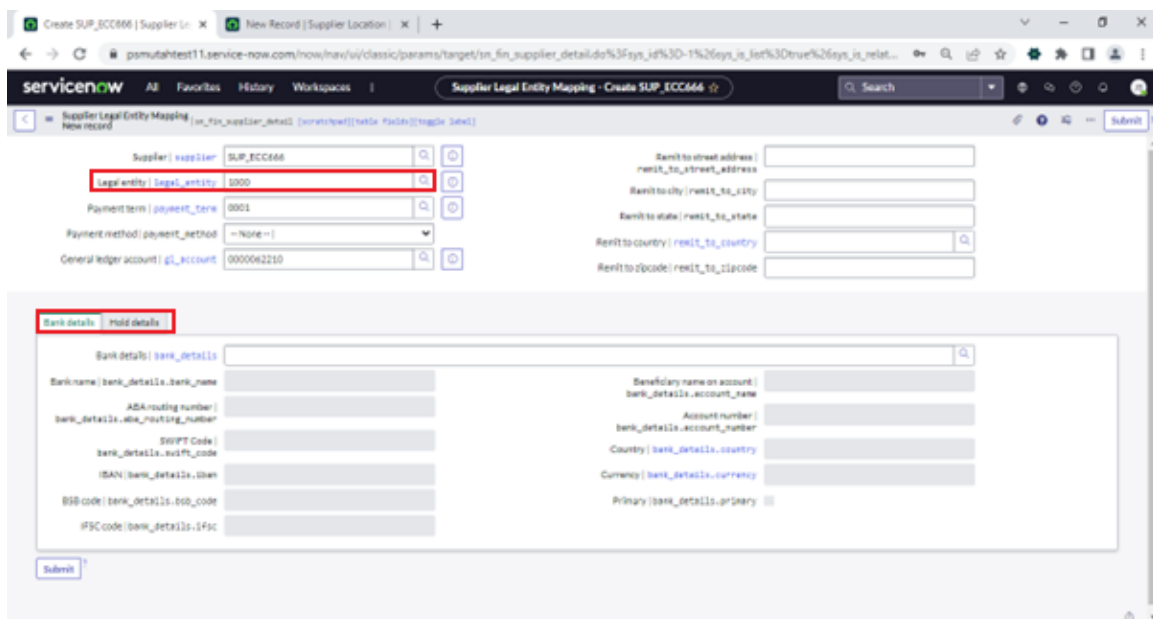 Create SUP_ECC666 | Supplier Le
New Record | Supplier Location |
psmutahtest11.service-now.com/now/nav/ui/classic/params/target/sn_fin_supplier_detail.do%3Fsys_id%3D-1%26sys_is_list%3Dtrue%26sys_is_relat...
servicenow All Favorites History Workspaces
Supplier Legal Entity Mapping - Create SUP_ECC666
Search
Supplier Legal Entity Mapping
New record
[sn_fin_supplier_detail [scratchpad][table fields][toggle label]
Submit
Supplier | supplier SUP_ECC666
Legal entity | legal_entity 1000
Payment term | payment_term 0001
Payment method | payment_method -- None --
General ledger account | gl_account 0000062210
Remit to street address |
remit_to_street_address
Remit to city | remit_to_city
Remit to state | remit_to_state
Remit to country | remit_to_country
Remit to zipcode | remit_to_zipcode
Bank details Hold details
Bank details | bank_details
Bank name | bank_details.bank_name
ABA routing number |
bank_details.aba_routing_number
SWIFT Code |
bank_details.swift_code
IBAN | bank_details.iban
BSB code | bank_details.bsb_code
IFSC code | bank_details.ifsc
Beneficiary name on account |
bank_details.account_name
Account number |
bank_details.account_number
Country | bank_details.country
Currency | bank_details.currency
Primary | bank_details.primary
Submit